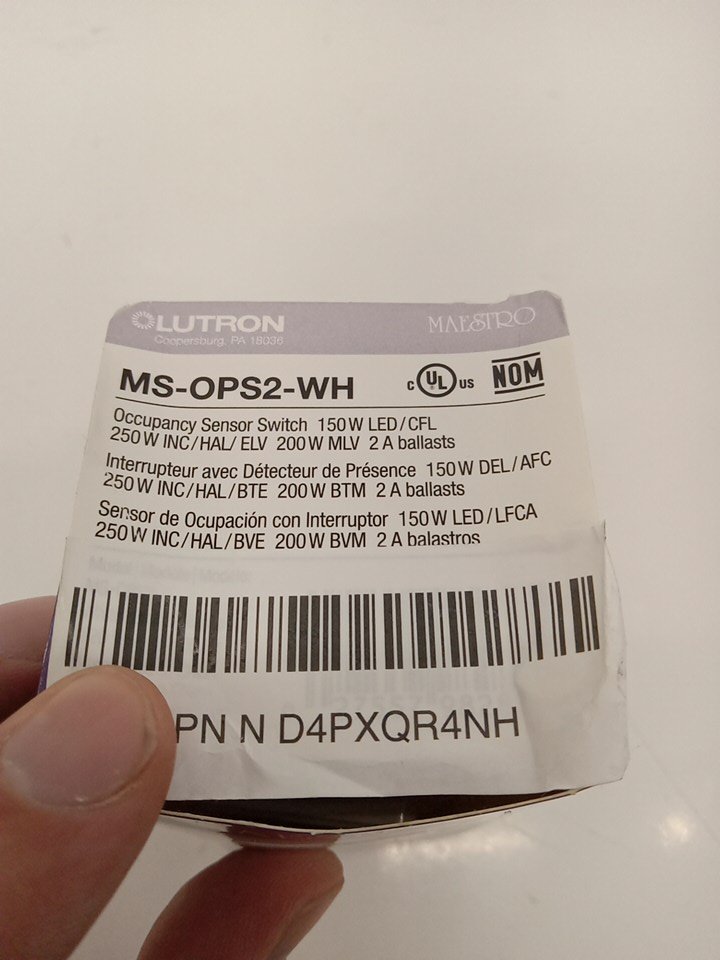 LUTRON
MAESTRO
Coopersburg, PA 18036
MS-OPS2-WH
C UL US
NOM
Occupancy Sensor Switch 150 W LED/CFL
250 W INC/HAL/ELV 200 W MLV 2 A ballasts
Interrupteur avec Détecteur de Présence 150 W DEL/AFC
250 W INC/HAL/BTE 200 W BTM 2 A ballasts
Sensor de Ocupación con Interruptor 150 W LED/LFCA
250 W INC/HAL/BVE 200 W BVM 2 A balastros
PN N D4PXQR4NH